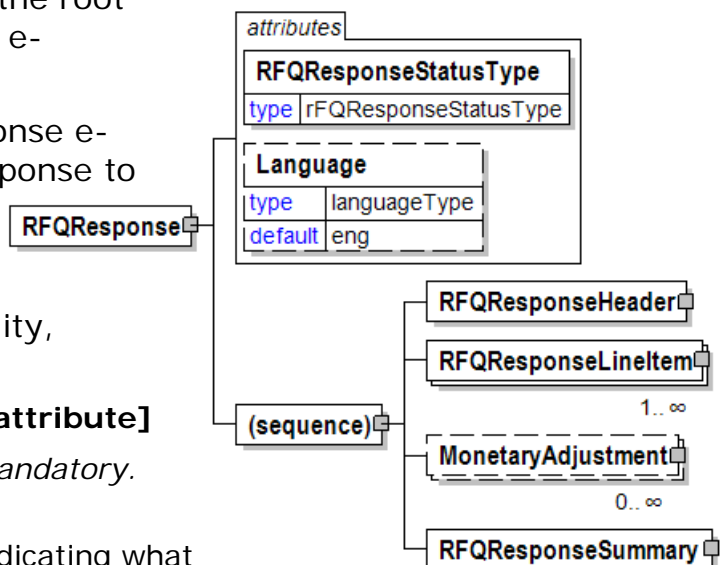 the root
e-
onse e-
ponse to
ity,
attribute]
andatory.
dicating what
attributes
RFQResponseStatusType
type rFQResponseStatusType
Language
type languageType
default eng
RFQResponse
(sequence)
RFQResponseHeader
RFQResponseLineItem
1.. ∞
MonetaryAdjustment
0.. ∞
RFQResponseSummary